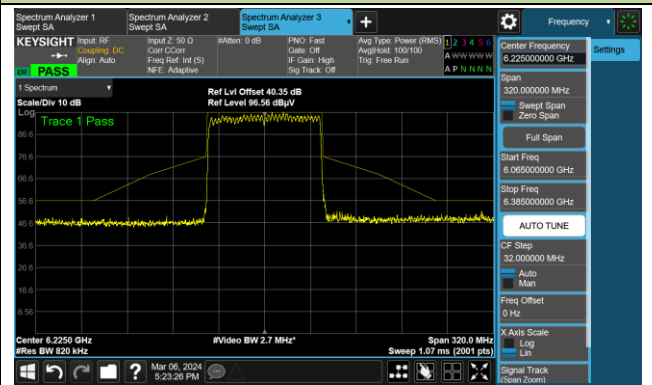 Spectrum Analyzer 1
Swept SA
Spectrum Analyzer 2
Swept SA
Spectrum Analyzer 3
Swept SA
+
Frequency
KEYSIGHT
Input: RF
Coupling: DC
Align: Auto
Input Z: 50 Ω
Corr CCorr
Freq Ref: Int (S)
NFE: Adaptive
#Atten: 0 dB
PNO: Fast
Gate: Off
IF Gain: High
Sig Track: Off
Avg Type: Power (RMS)
Avg|Hold: 100/100
Trig: Free Run
1 2 3 4 5 6
A W W W W W
A P N N N N
PASS
1 Spectrum
Scale/Div 10 dB
Ref Lvl Offset 40.35 dB
Ref Level 96.56 dBµV
Log
Trace 1 Pass
86.6
76.6
66.6
56.6
46.6
36.6
26.6
16.6
6.56
Center 6.2250 GHz
#Res BW 820 kHz
#Video BW 2.7 MHz*
Span 320.0 MHz
Sweep 1.07 ms (2001 pts)
Mar 06, 2024
5:23:26 PM
Center Frequency
6.225000000 GHz
Settings
Span
320.000000 MHz
Swept Span
Zero Span
Full Span
Start Freq
6.065000000 GHz
Stop Freq
6.385000000 GHz
AUTO TUNE
CF Step
32.000000 MHz
Auto
Man
Freq Offset
0 Hz
X Axis Scale
Log
Lin
Signal Track
(Span Zoom)